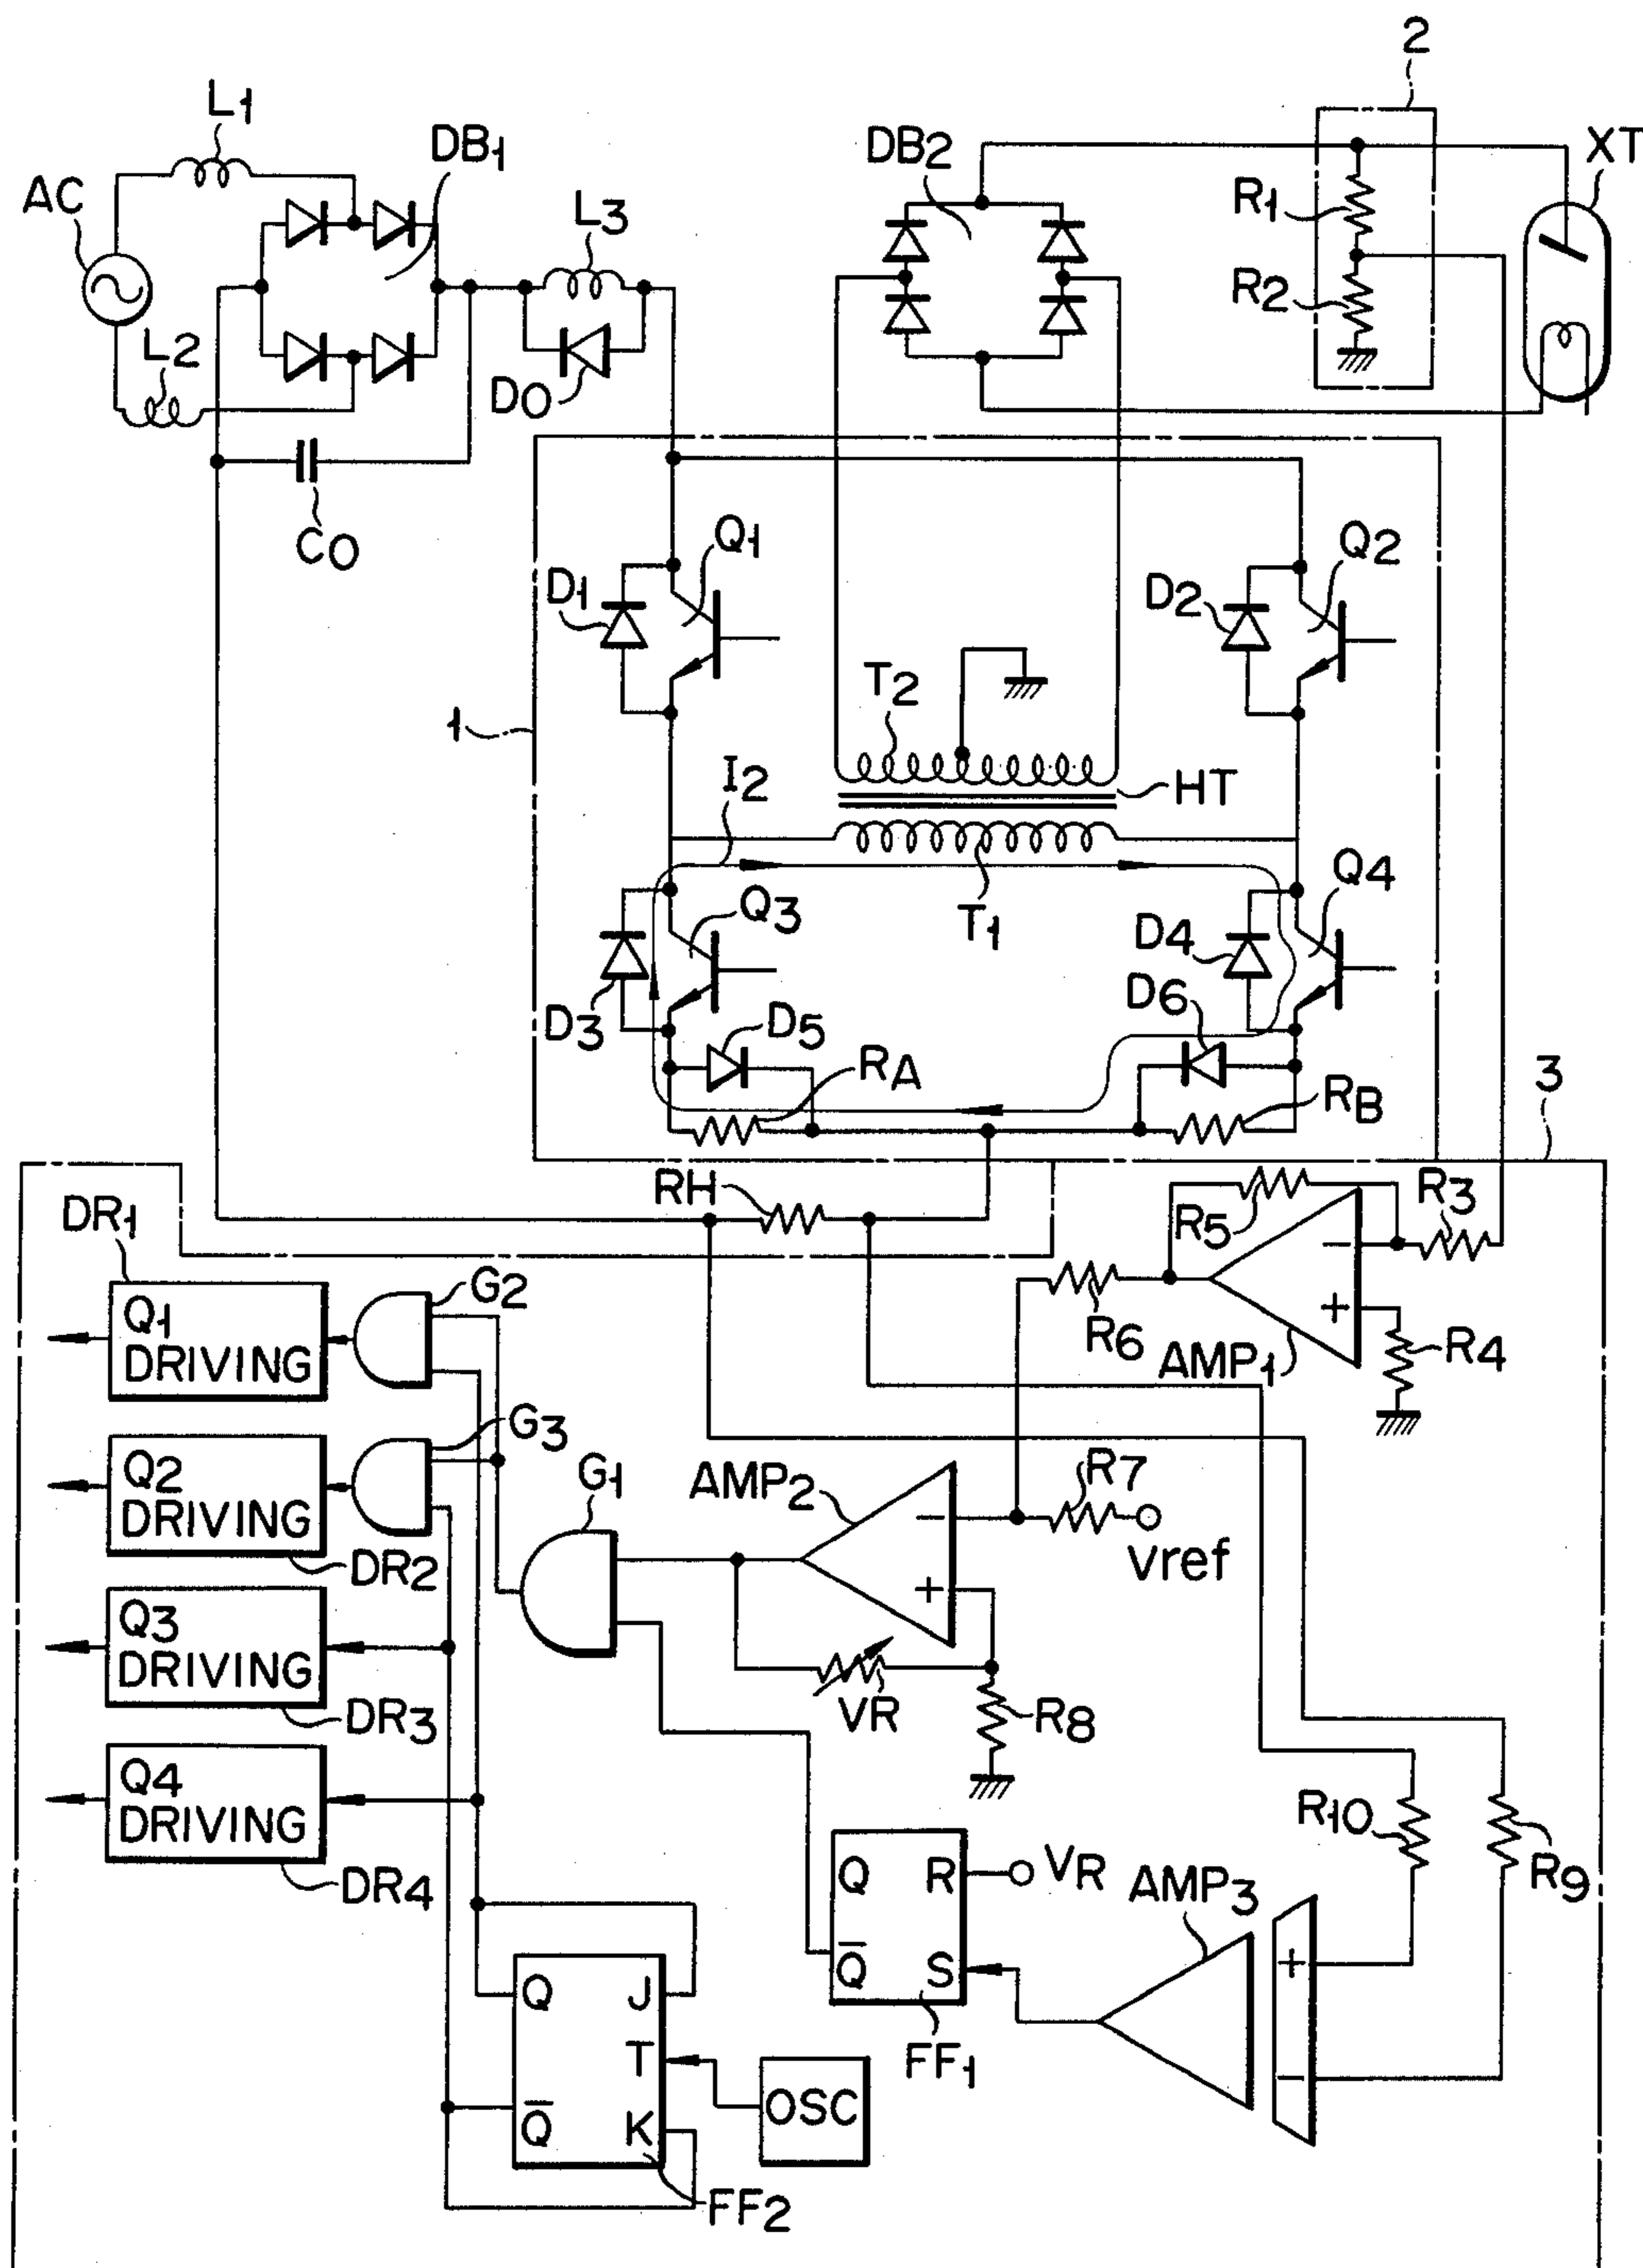 2
L1
DB1
DB2
XT
AC
L3
R1
R2
L2
D0
C0
Q1
Q2
D1
D2
T2
1
I2
HT
Q4
Q3
T1
D4
D3
D5
D6
RA
RB
3
RH
R3
DR1
R5
G2
Q1
DRIVING
−
+
R6
AMP1
R4
G3
R7
Q2
DRIVING
G1
AMP2
−
Vref
DR2
+
Q3
DRIVING
VR
R8
DR3
Q4
DRIVING
R10
R9
Q R
VR
AMP3
DR4
Q̅ S
+
Q J
FF1
T
OSC
−
Q̅ K
FF2